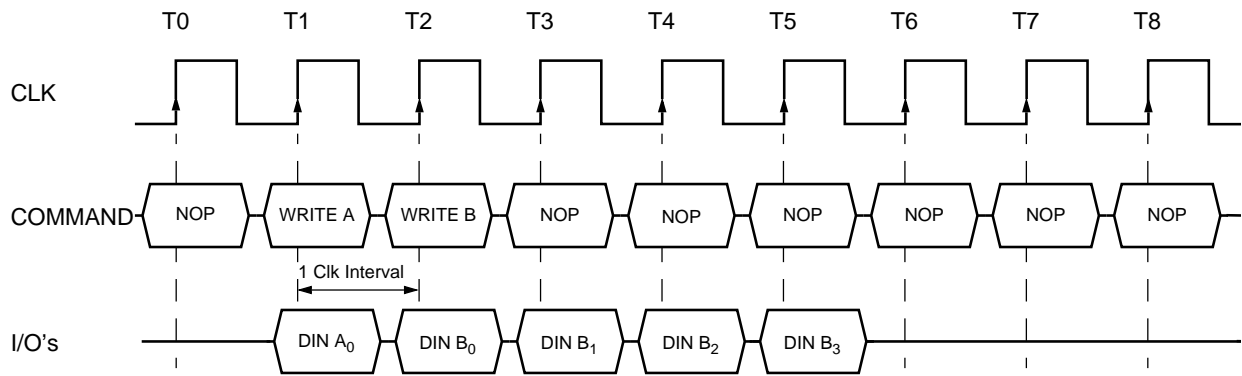 T0 T1 T2 T3 T4 T5 T6 T7 T8
CLK
COMMAND NOP WRITE A WRITE B NOP NOP NOP NOP NOP NOP
1 Clk Interval
I/O's DIN A₀ DIN B₀ DIN B₁ DIN B₂ DIN B₃